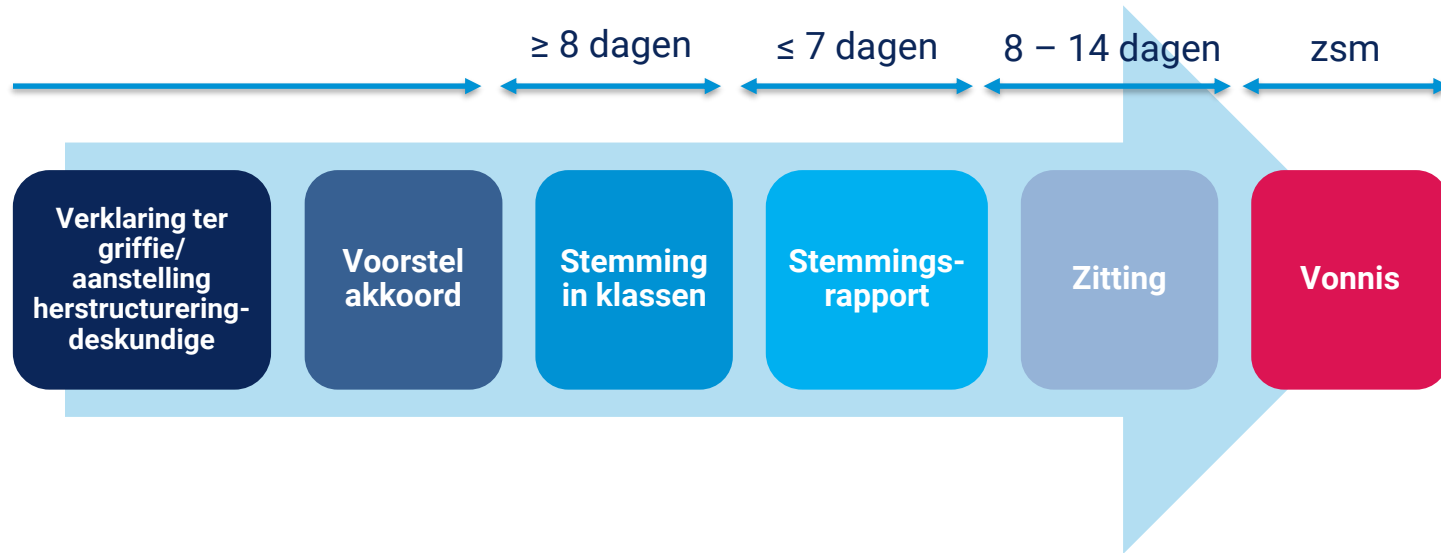 ≥ 8 dagen
≤ 7 dagen
8 – 14 dagen
zsm
Verklaring ter
griffie/
aanstelling
herstructurering-
deskundige
Voorstel
akkoord
Stemming
in klassen
Stemmings-
rapport
Zitting
Vonnis